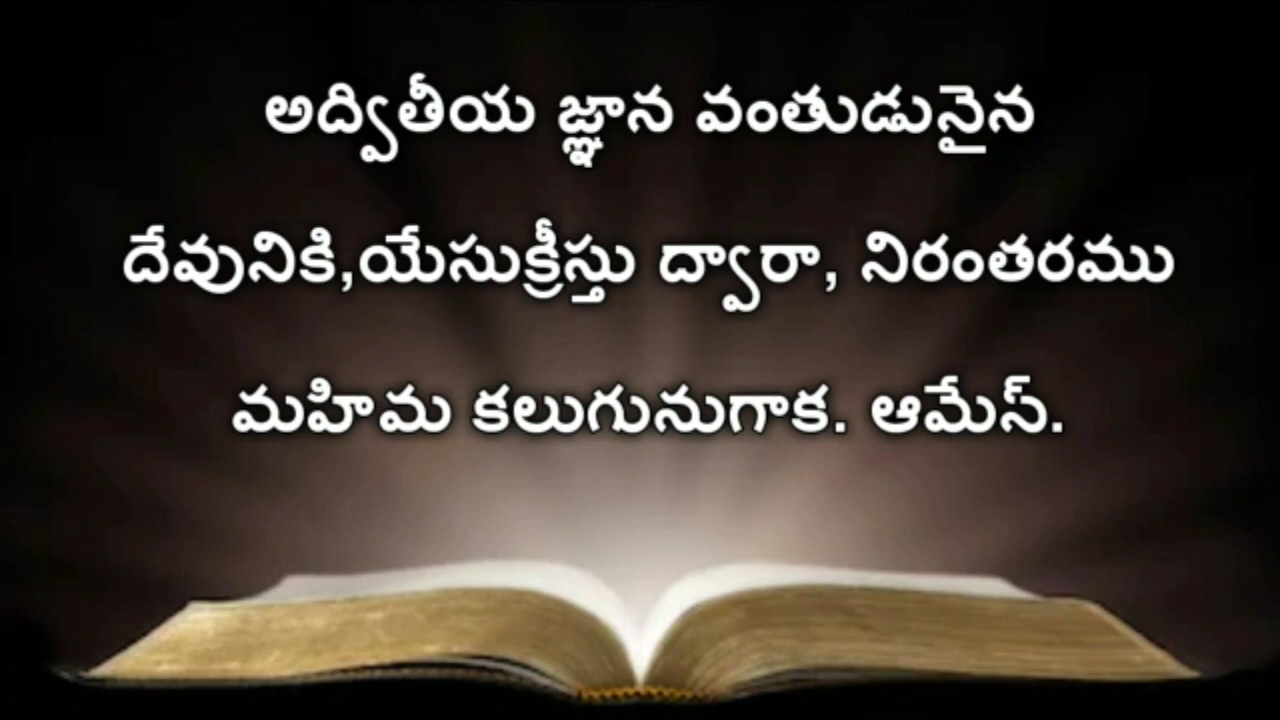 అద్వితీయ జ్ఞాన వంతుడునైన
దేవునికి,యేసుక్రీస్తు ద్వారా, నిరంతరము
మహిమ కలుగునుగాక. ఆమేస్.